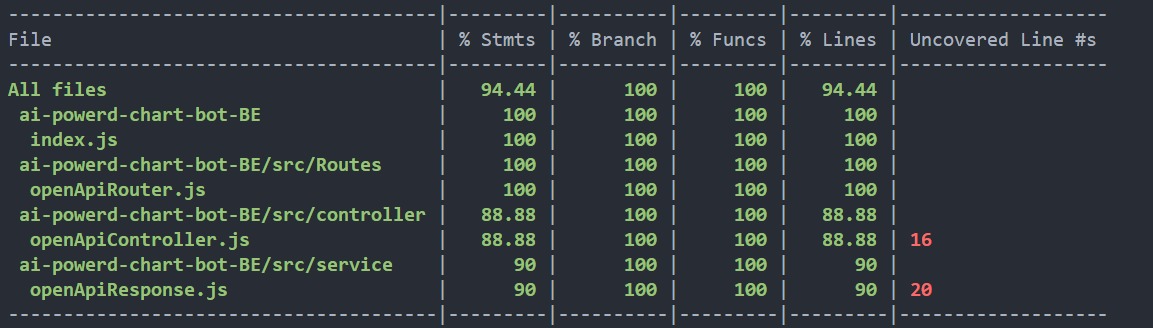 ----------------------------------------|---------|----------|---------|---------|-------------------
File                                    | % Stmts | % Branch | % Funcs | % Lines | Uncovered Line #s
----------------------------------------|---------|----------|---------|---------|-------------------
All files                               |   94.44 |      100 |     100 |   94.44 |
 ai-powerd-chart-bot-BE                 |     100 |      100 |     100 |     100 |
  index.js                              |     100 |      100 |     100 |     100 |
 ai-powerd-chart-bot-BE/src/Routes      |     100 |      100 |     100 |     100 |
  openApiRouter.js                      |     100 |      100 |     100 |     100 |
 ai-powerd-chart-bot-BE/src/controller  |   88.88 |      100 |     100 |   88.88 |
  openApiController.js                  |   88.88 |      100 |     100 |   88.88 | 16
 ai-powerd-chart-bot-BE/src/service     |      90 |      100 |     100 |      90 |
  openApiResponse.js                    |      90 |      100 |     100 |      90 | 20
----------------------------------------|---------|----------|---------|---------|-------------------